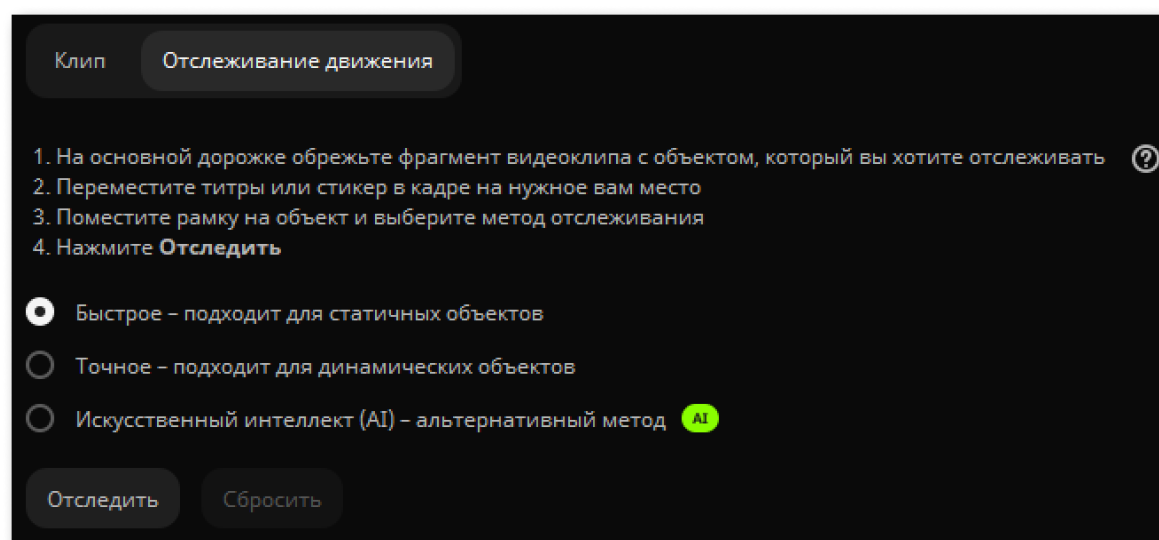 Клип Отслеживание движения
1. На основной дорожке обрежьте фрагмент видеоклипа с объектом, который вы хотите отслеживать ?
2. Переместите титры или стикер в кадре на нужное вам место
3. Поместите рамку на объект и выберите метод отслеживания
4. Нажмите Отследить
Быстрое – подходит для статичных объектов
Точное – подходит для динамических объектов
Искусственный интеллект (AI) – альтернативный метод AI
Отследить Сбросить